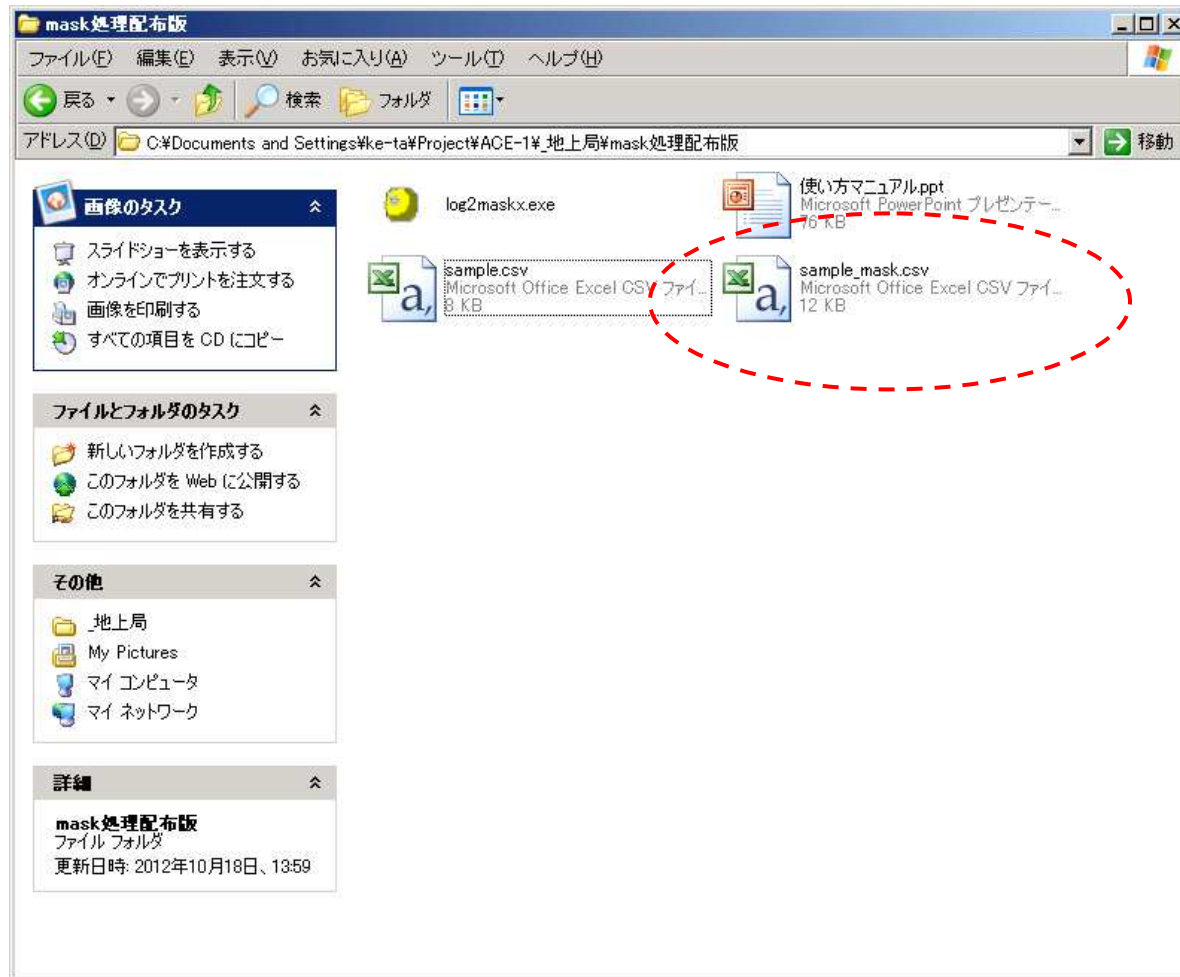 mask処理配布版
ファイル(F) 編集(E) 表示(V) お気に入り(A) ツール(T) ヘルプ(H)
戻る 検索 フォルダ
アドレス(D) C:¥Documents and Settings¥ke-ta¥Project¥ACE-1¥_地上局¥mask処理配布版 移動
画像のタスク
スライドショーを表示する
オンラインでプリントを注文する
画像を印刷する
すべての項目を CD にコピー
ファイルとフォルダのタスク
新しいフォルダを作成する
このフォルダを Web に公開する
このフォルダを共有する
その他
_地上局
My Pictures
マイ コンピュータ
マイ ネットワーク
詳細
mask処理配布版
ファイル フォルダ
更新日時: 2012年10月18日、13:59
log2maskx.exe
使い方マニュアル.ppt
Microsoft PowerPoint プレゼンテー...
76 KB
sample.csv
Microsoft Office Excel CSV ファイ...
8 KB
sample_mask.csv
Microsoft Office Excel CSV ファイ...
12 KB